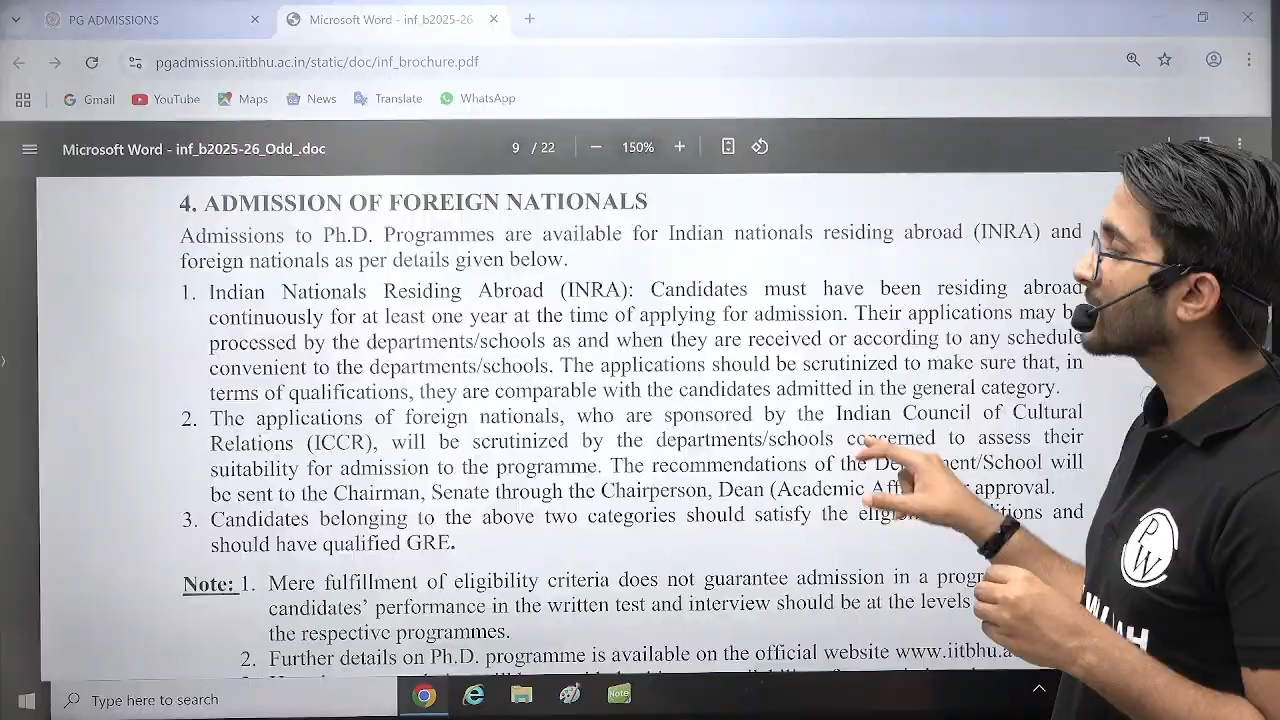 PG ADMISSIONS
Microsoft Word - inf_b2025-26
pgadmission.iitbhu.ac.in/static/doc/inf_brochure.pdf
Gmail
YouTube
Maps
News
Translate
WhatsApp
Microsoft Word - inf_b2025-26_Odd_.doc
9 / 22
150%
4. ADMISSION OF FOREIGN NATIONALS
Admissions to Ph.D. Programmes are available for Indian nationals residing abroad (INRA) and
foreign nationals as per details given below.
1. Indian Nationals Residing Abroad (INRA): Candidates must have been residing abroad
continuously for at least one year at the time of applying for admission. Their applications may
processed by the departments/schools as and when they are received or according to any schedule
convenient to the departments/schools. The applications should be scrutinized to make sure that, in
terms of qualifications, they are comparable with the candidates admitted in the general category.
2. The applications of foreign nationals, who are sponsored by the Indian Council of Cultural
Relations (ICCR), will be scrutinized by the departments/schools concerned to assess their
suitability for admission to the programme. The recommendations of the Department/School will
be sent to the Chairman, Senate through the Chairperson, Dean (Academic approval.
3. Candidates belonging to the above two categories should satisfy the and
should have qualified GRE.
Note: 1. Mere fulfillment of eligibility criteria does not guarantee admission in a
candidates' performance in the written test and interview should be at the levels
the respective programmes.
2. Further details on Ph.D. programme is available on the official website
Type here to search
Note
PW